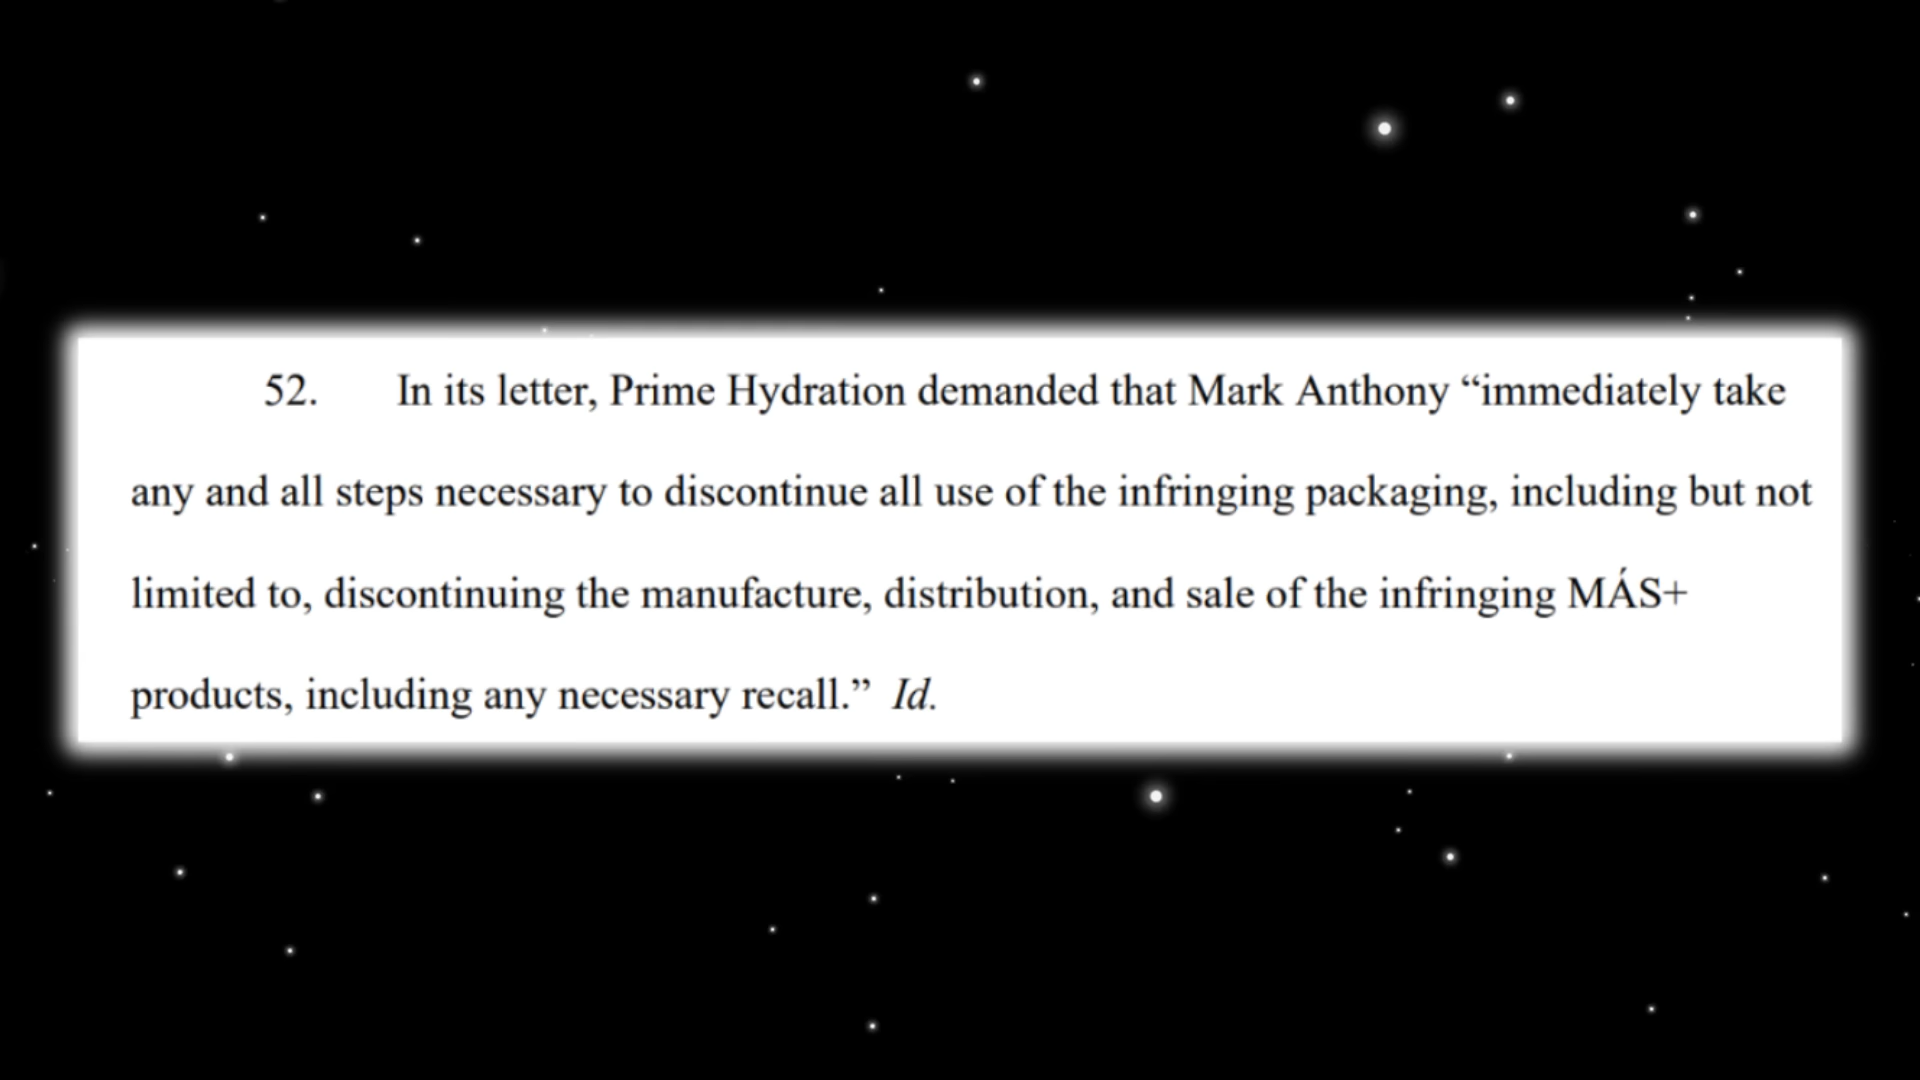 52. In its letter, Prime Hydration demanded that Mark Anthony “immediately take
any and all steps necessary to discontinue all use of the infringing packaging, including but not
limited to, discontinuing the manufacture, distribution, and sale of the infringing MÁS+
products, including any necessary recall.” Id.